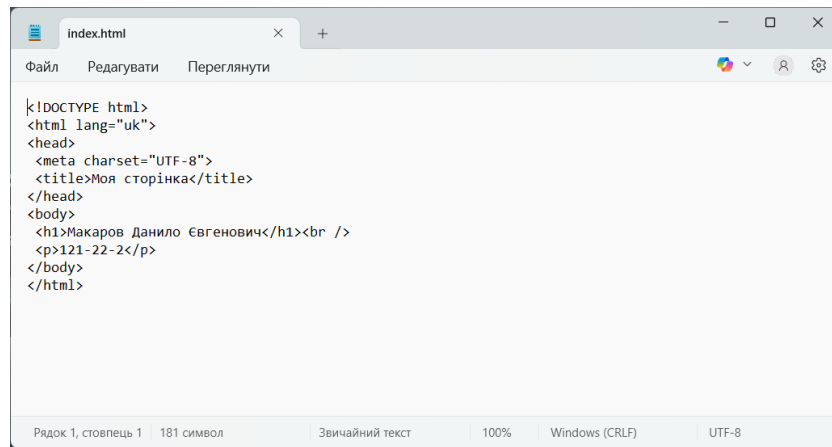 index.html
Файл Редагувати Переглянути
<!DOCTYPE html>
<html lang="uk">
<head>
 <meta charset="UTF-8">
 <title>Моя сторінка</title>
</head>
<body>
 <h1>Макаров Данило Євгенович</h1><br />
 <p>121-22-2</p>
</body>
</html>
Рядок 1, стовпець 1 181 символ Звичайний текст 100% Windows (CRLF) UTF-8